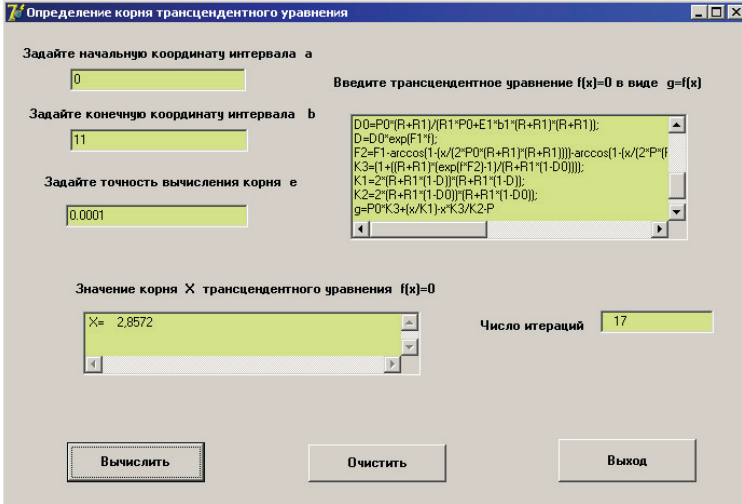 Определение корня трансцендентного уравнения
Задайте начальную координату интервала a
0
Введите трансцендентное уравнение f(x)=0 в виде g=f(x)
Задайте конечную координату интервала b
11
D0=P0*(R+R1)/(R1*P0+E1*b1*(R+R1)*(R+R1));
D=D0*exp(F1*f);
F2=F1-arccos(1-(x/(2*P0*(R+R1)*(R+R1))))-arccos(1-(x/(2*P*(
K3=(1+((R+R1)*(exp(f*F2)-1)/(R+R1*(1-D0))));
K1=2*(R+R1*(1-D))*(R+R1*(1-D));
K2=2*(R+R1*(1-D0))*(R+R1*(1-D0));
g=P0*K3+(x/K1)-x*K3/K2-P
Задайте точность вычисления корня e
0.0001
Значение корня X трансцендентного уравнения f(x)=0
X= 2,8572
Число итераций
17
Вычислить
Очистить
Выход